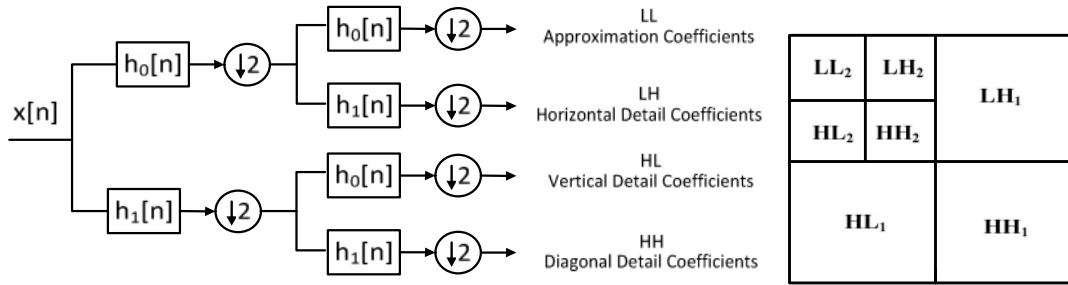 x[n]
h₀[n]
↓2
h₀[n]
↓2
LL
Approximation Coefficients
h₁[n]
↓2
LH
Horizontal Detail Coefficients
h₁[n]
↓2
h₀[n]
↓2
HL
Vertical Detail Coefficients
h₁[n]
↓2
HH
Diagonal Detail Coefficients
LL₂ LH₂
LH₁
HL₂ HH₂
HL₁ HH₁